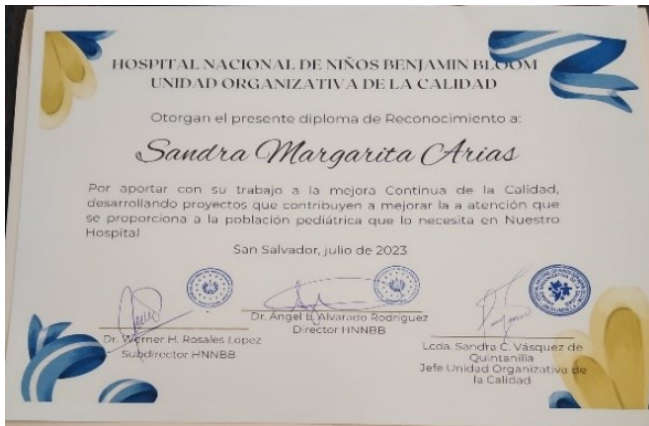 HOSPITAL NACIONAL DE NIÑOS BENJAMIN BLOOM
UNIDAD ORGANIZATIVA DE LA CALIDAD
Otorgan el presente diploma de Reconocimiento a:
Sandra Margarita Arias
Por aportar con su trabajo a la mejora Continua de la Calidad,
desarrollando proyectos que contribuyen a mejorar la a atención que
se proporciona a la población pediátrica que lo necesita en Nuestro
Hospital
San Salvador, julio de 2023
Dr. Werner H. Rosales Lopez
Subdirector HNNBB
Dr. Angel E. Alvarado Rodriguez
Director HNNBB
Lcda. Sandra C. Vásquez de
Quintanilla
Jefe Unidad Organizativa de
la Calidad